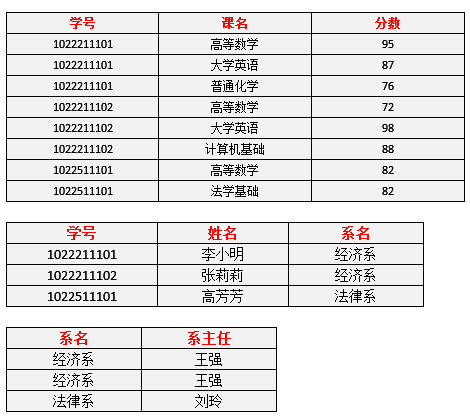 学号 课名 分数
1022211101 高等数学 95
1022211101 大学英语 87
1022211101 普通化学 76
1022211102 高等数学 72
1022211102 大学英语 98
1022211102 计算机基础 88
1022511101 高等数学 82
1022511101 法学基础 82
学号 姓名 系名
1022211101 李小明 经济系
1022211102 张莉莉 经济系
1022511101 高芳芳 法律系
系名 系主任
经济系 王强
经济系 王强
法律系 刘玲